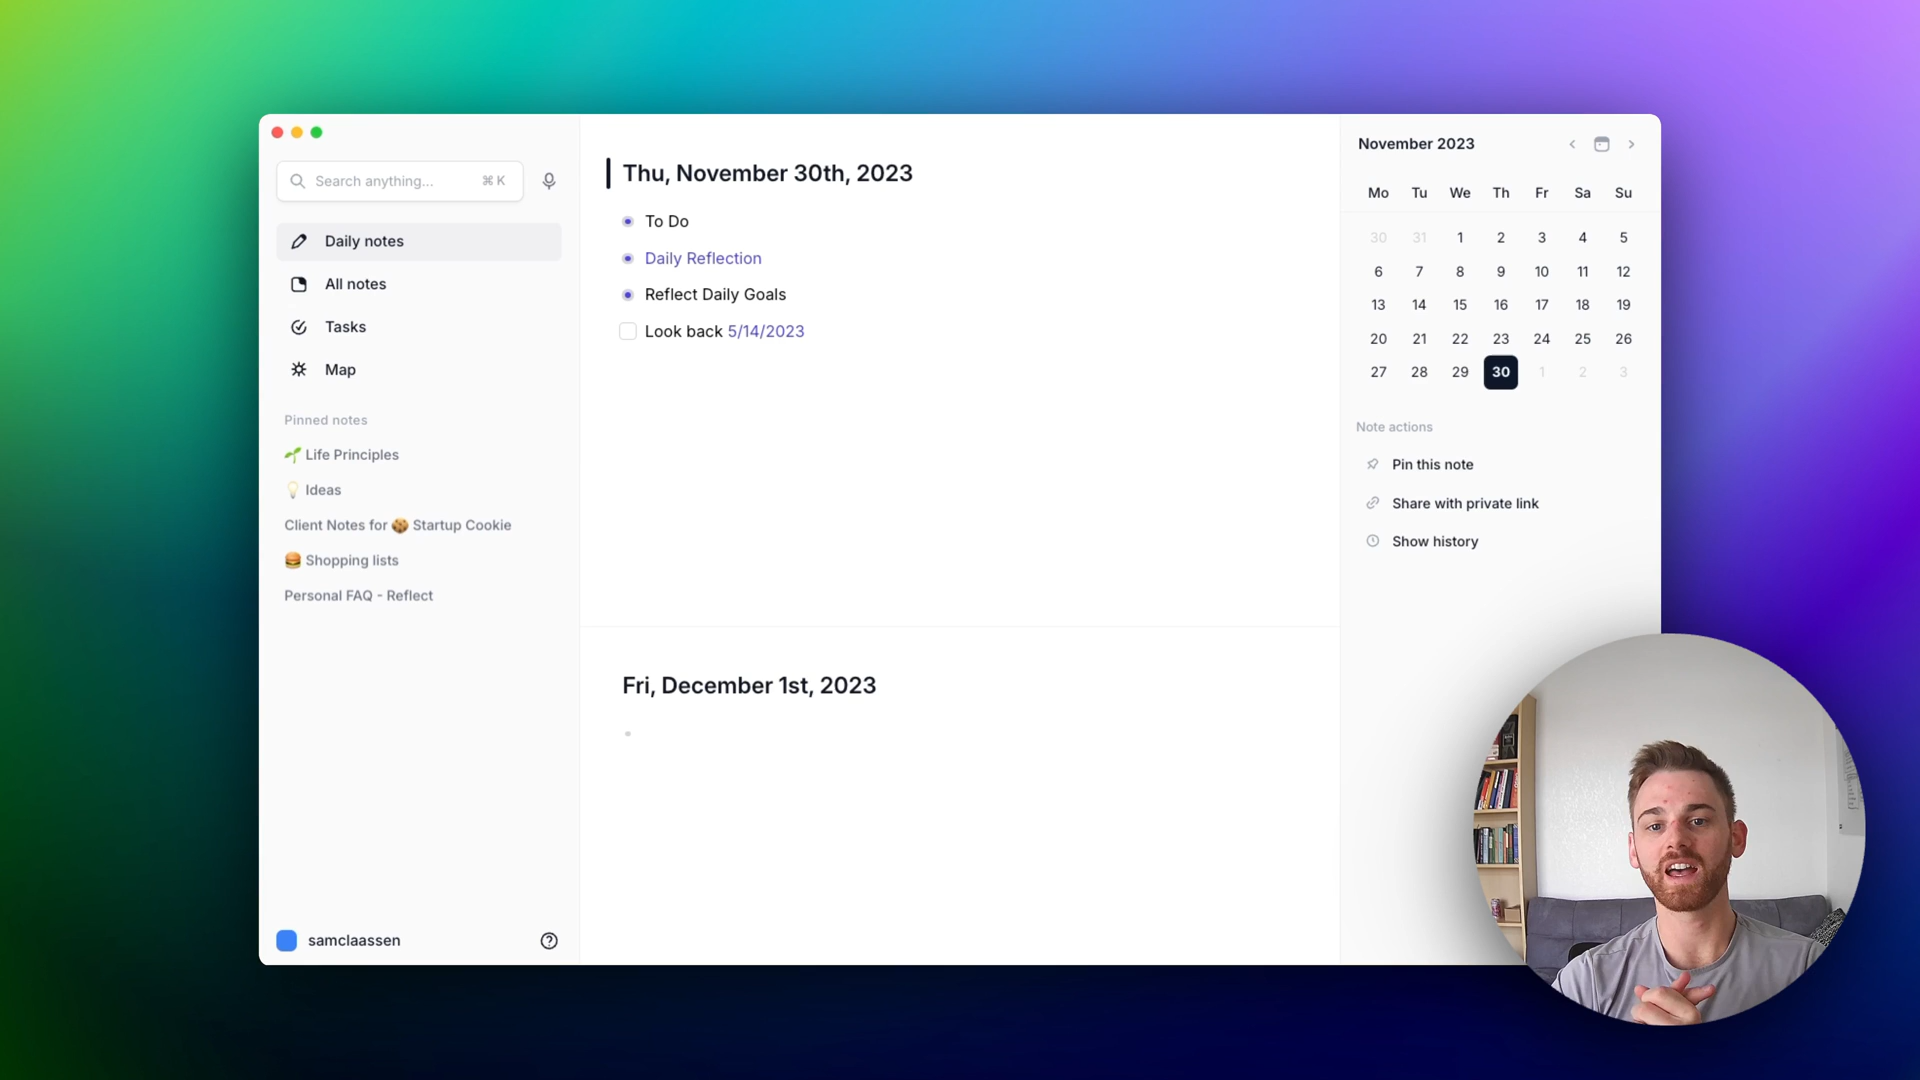 Search anything...
⌘ K
Daily notes
All notes
Tasks
Map
Pinned notes
🌱 Life Principles
💡 Ideas
Client Notes for 🍪 Startup Cookie
🍔 Shopping lists
Personal FAQ - Reflect
samclaassen
Thu, November 30th, 2023
To Do
Daily Reflection
Reflect Daily Goals
Look back 5/14/2023
Fri, December 1st, 2023
November 2023
Mo Tu We Th Fr Sa Su
30 31 1 2 3 4 5
6 7 8 9 10 11 12
13 14 15 16 17 18 19
20 21 22 23 24 25 26
27 28 29 30 1 2 3
Note actions
Pin this note
Share with private link
Show history